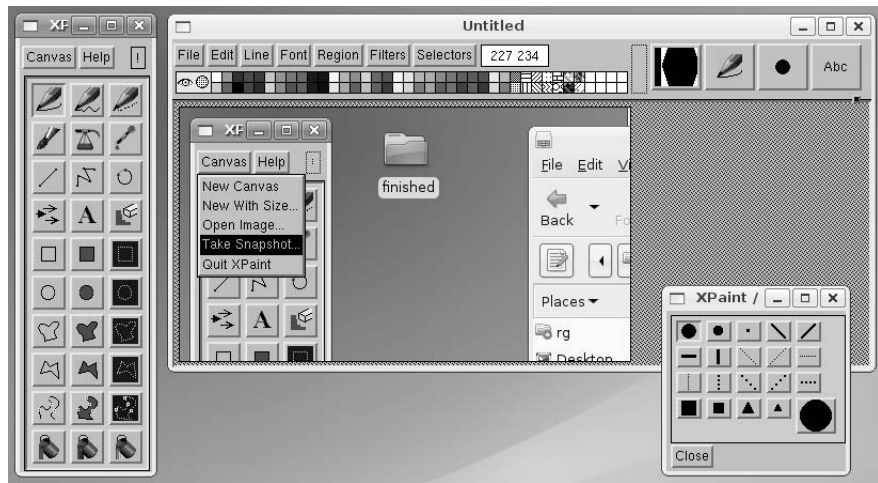 XP
Canvas Help !
A
Untitled
File Edit Line Font Region Filters Selectors 227 234
Abc
XP
Canvas Help
New Canvas
New With Size...
Open Image...
Take Snapshot...
Quit XPaint
A
finished
File Edit
Back
Places
rg
Desktop
XPaint /
Close